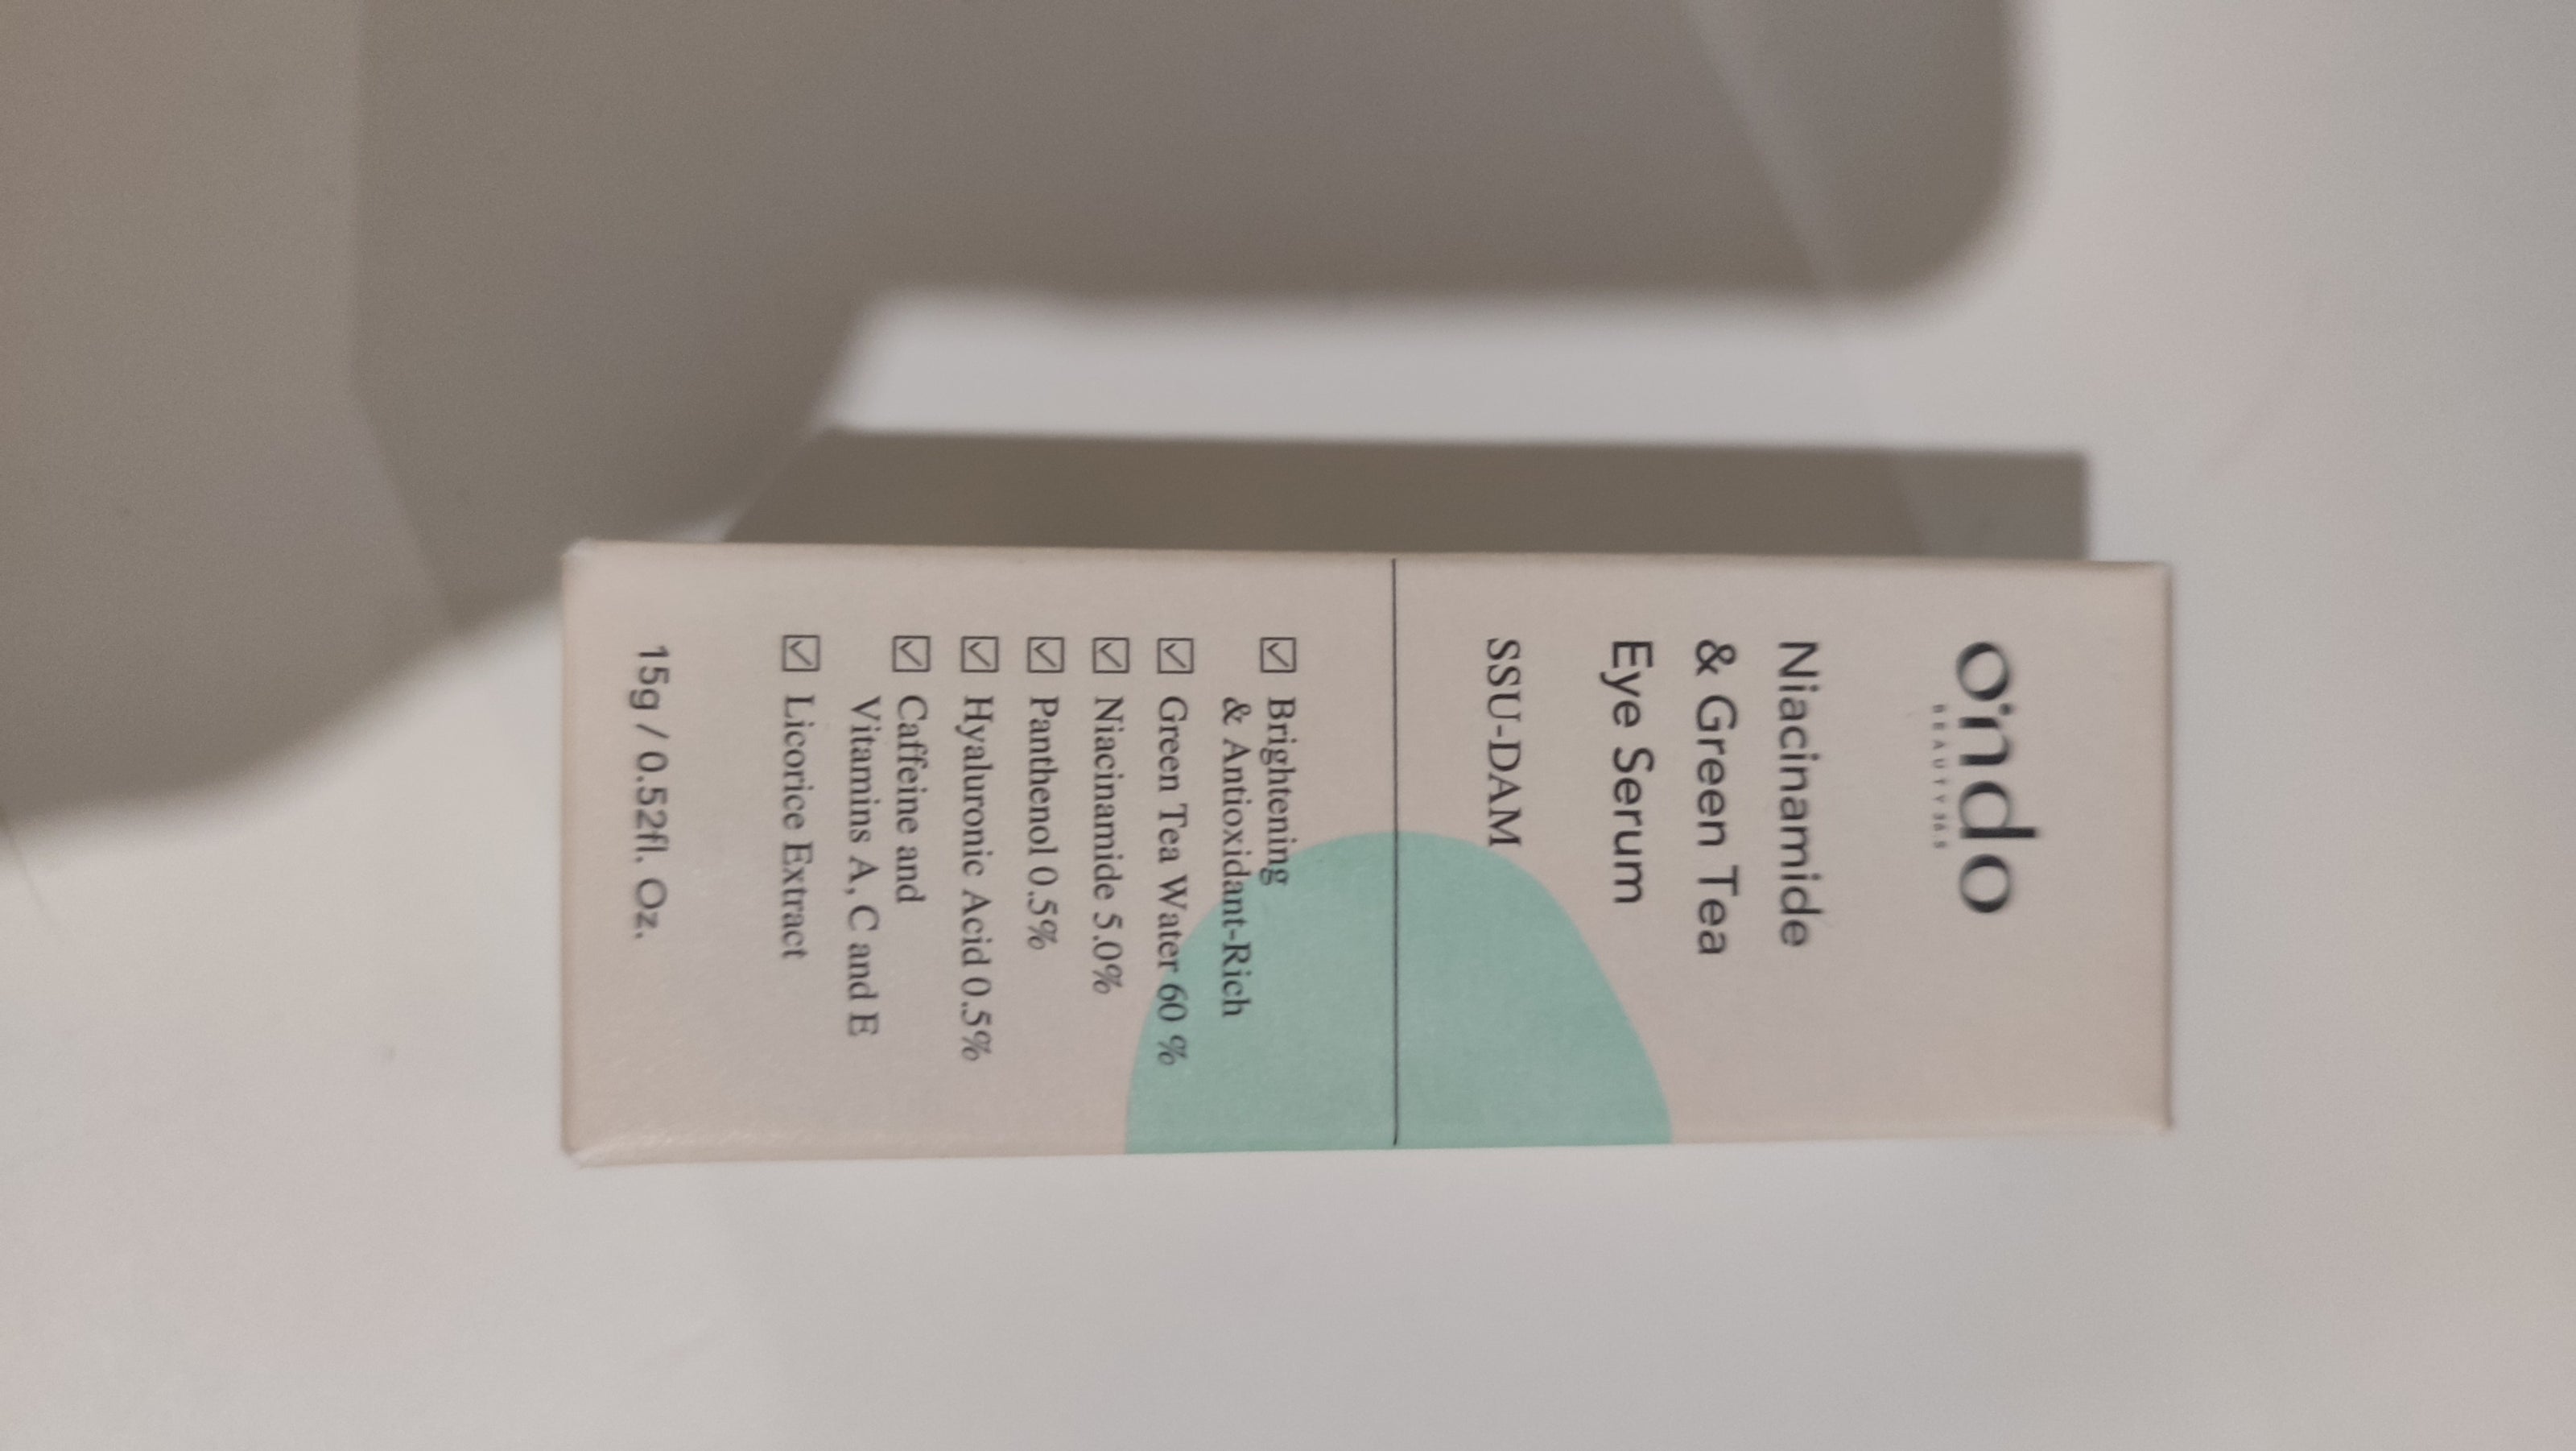 ondo
BEAUTY 36.5
Niacinamide
& Green Tea
Eye Serum
SSU-DAM
☑ Brightening
& Antioxidant-Rich
☑ Green Tea Water 60 %
☑ Niacinamide 5.0%
☑ Panthenol 0.5%
☑ Hyaluronic Acid 0.5%
☑ Caffeine and
Vitamins A, C and E
☑ Licorice Extract
15g / 0.52fl. Oz.